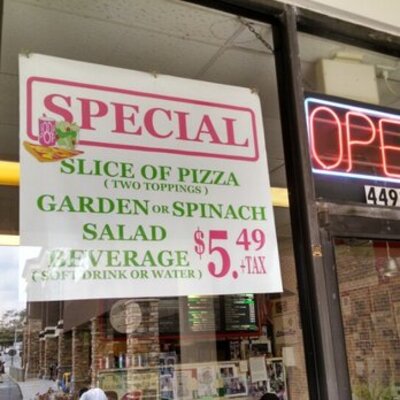 SPECIAL
SLICE OF PIZZA
( TWO TOPPINGS )
GARDEN OR SPINACH
SALAD
BEVERAGE
( SOFT DRINK OR WATER )
$5.49
+TAX
OPE
449